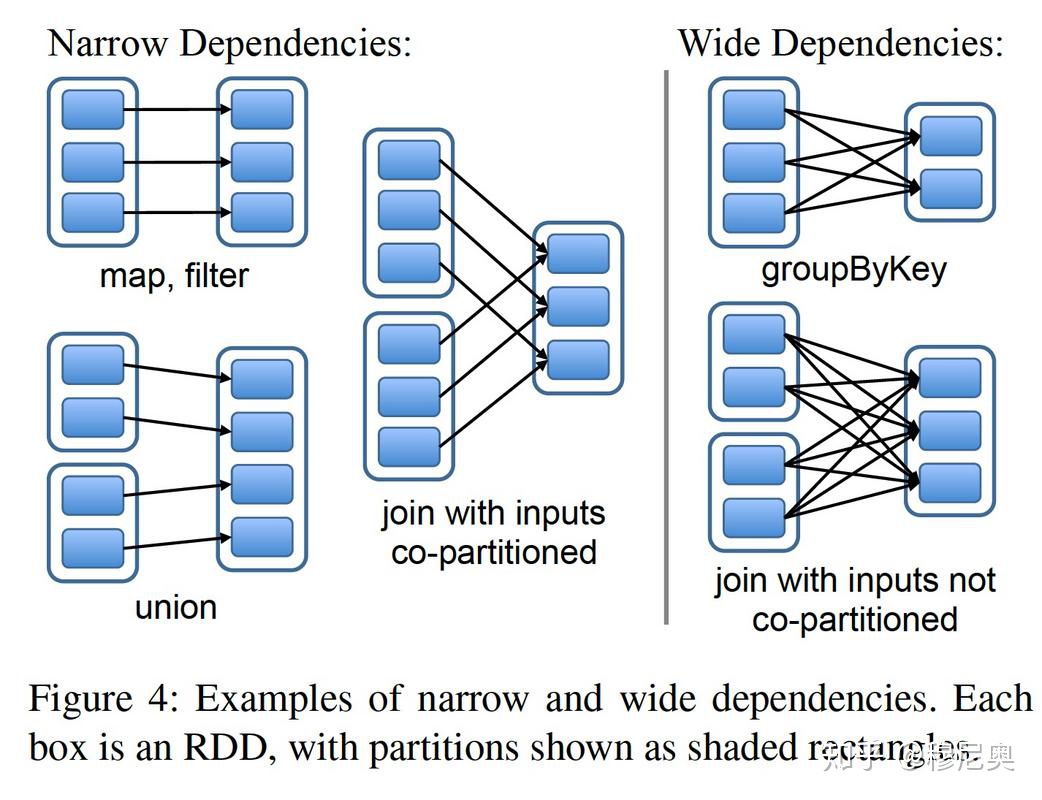 Narrow Dependencies:
Wide Dependencies:
map, filter
union
join with inputs
co-partitioned
groupByKey
join with inputs not
co-partitioned
Figure 4: Examples of narrow and wide dependencies. Each
box is an RDD, with partitions shown as shaded rectangles.
知乎 @穆尼奥